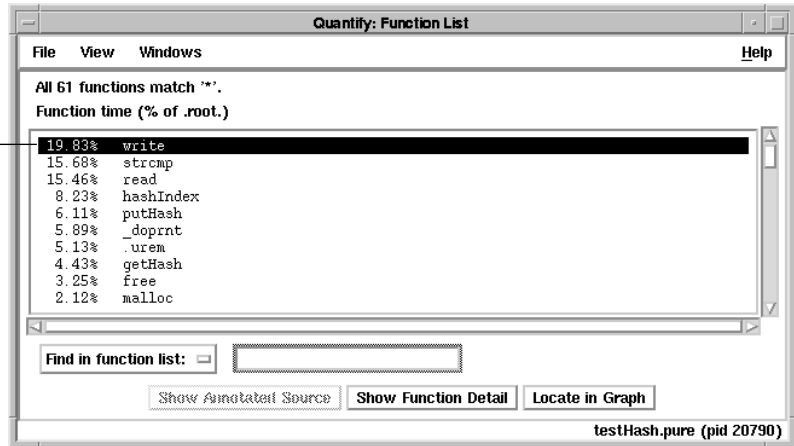 Quantify: Function List
File View Windows Help
All 61 functions match '*'.
Function time (% of .root.)
19.83% write
15.68% strcmp
15.46% read
8.23% hashIndex
6.11% putHash
5.89% _doprnt
5.13% .urem
4.43% getHash
3.25% free
2.12% malloc
Find in function list:
Show Annotated Source Show Function Detail Locate in Graph
testHash.pure (pid 20790)